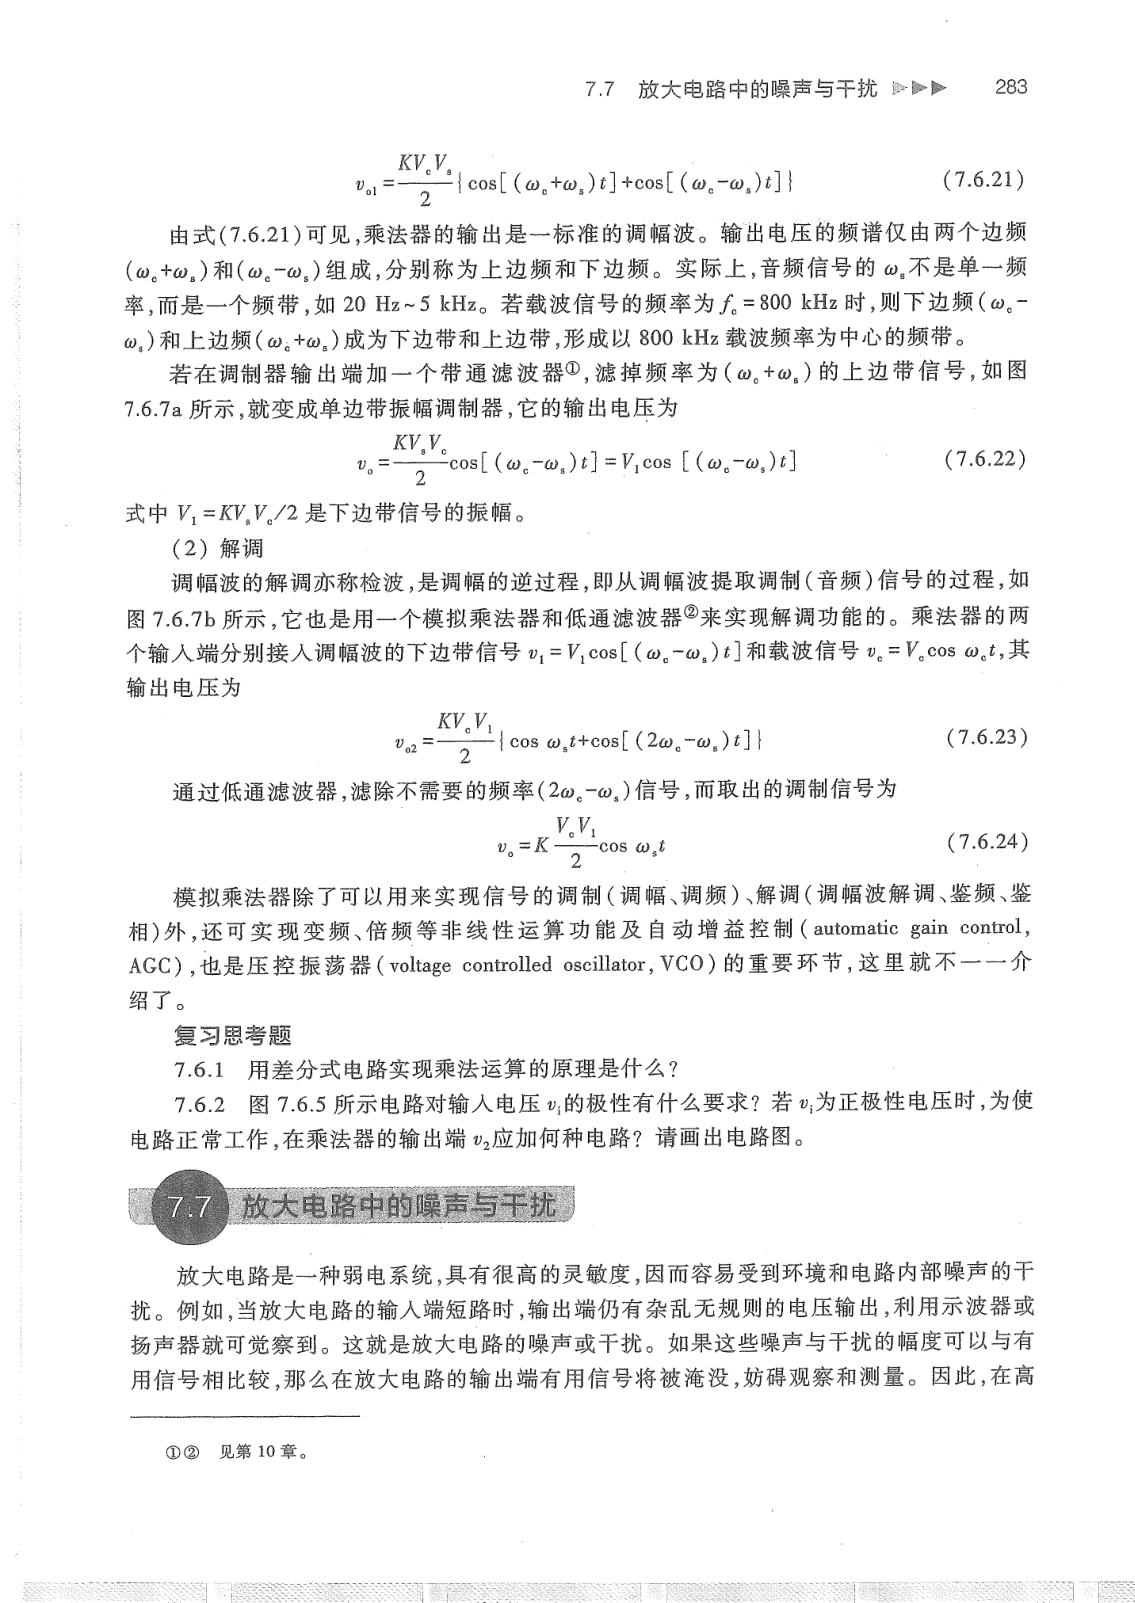 7.7 放大电路中的噪声与干扰 ▶▶▶ 283
v_{o1}=\frac{KV_cV_s}{2}{cos[(ω_c+ω_s)t]+cos[(ω_c-ω_s)t]} (7.6.21)
由式(7.6.21)可见,乘法器的输出是一标准的调幅波。输出电压的频谱仅由两个边频
(ω_c+ω_s)和(ω_c-ω_s)组成,分别称为上边频和下边频。实际上,音频信号的 ω_s不是单一频
率,而是一个频带,如 20 Hz~5 kHz。若载波信号的频率为 f_c=800 kHz 时,则下边频(ω_c-
ω_s)和上边频(ω_c+ω_s)成为下边带和上边带,形成以 800 kHz 载波频率为中心的频带。
若在调制器输出端加一个带通滤波器①,滤掉频率为(ω_c+ω_s)的上边带信号,如图
7.6.7a 所示,就变成单边带振幅调制器,它的输出电压为
v_o=\frac{KV_sV_c}{2}cos[(ω_c-ω_s)t]=V_1cos [(ω_c-ω_s)t] (7.6.22)
式中 V_1=KV_sV_c/2 是下边带信号的振幅。
(2) 解调
调幅波的解调亦称检波,是调幅的逆过程,即从调幅波提取调制(音频)信号的过程,如
图 7.6.7b 所示,它也是用一个模拟乘法器和低通滤波器②来实现解调功能的。乘法器的两
个输入端分别接入调幅波的下边带信号 v_1=V_1cos[(ω_c-ω_s)t]和载波信号 v_c=V_ccos ω_ct,其
输出电压为
v_{o2}=\frac{KV_cV_1}{2}{cos ω_st+cos[(2ω_c-ω_s)t]} (7.6.23)
通过低通滤波器,滤除不需要的频率(2ω_c-ω_s)信号,而取出的调制信号为
v_o=K\frac{V_cV_1}{2}cos ω_st (7.6.24)
模拟乘法器除了可以用来实现信号的调制(调幅、调频)、解调(调幅波解调、鉴频、鉴
相)外,还可实现变频、倍频等非线性运算功能及自动增益控制(automatic gain control,
AGC),也是压控振荡器(voltage controlled oscillator, VCO)的重要环节,这里就不一一介
绍了。
复习思考题
7.6.1 用差分式电路实现乘法运算的原理是什么?
7.6.2 图 7.6.5 所示电路对输入电压 v_i的极性有什么要求? 若 v_i为正极性电压时,为使
电路正常工作,在乘法器的输出端 v_2应加何种电路? 请画出电路图。
7.7 放大电路中的噪声与干扰
放大电路是一种弱电系统,具有很高的灵敏度,因而容易受到环境和电路内部噪声的干
扰。例如,当放大电路的输入端短路时,输出端仍有杂乱无规则的电压输出,利用示波器或
扬声器就可觉察到。这就是放大电路的噪声或干扰。如果这些噪声与干扰的幅度可以与有
用信号相比较,那么在放大电路的输出端有用信号将被淹没,妨碍观察和测量。因此,在高
①② 见第 10 章。